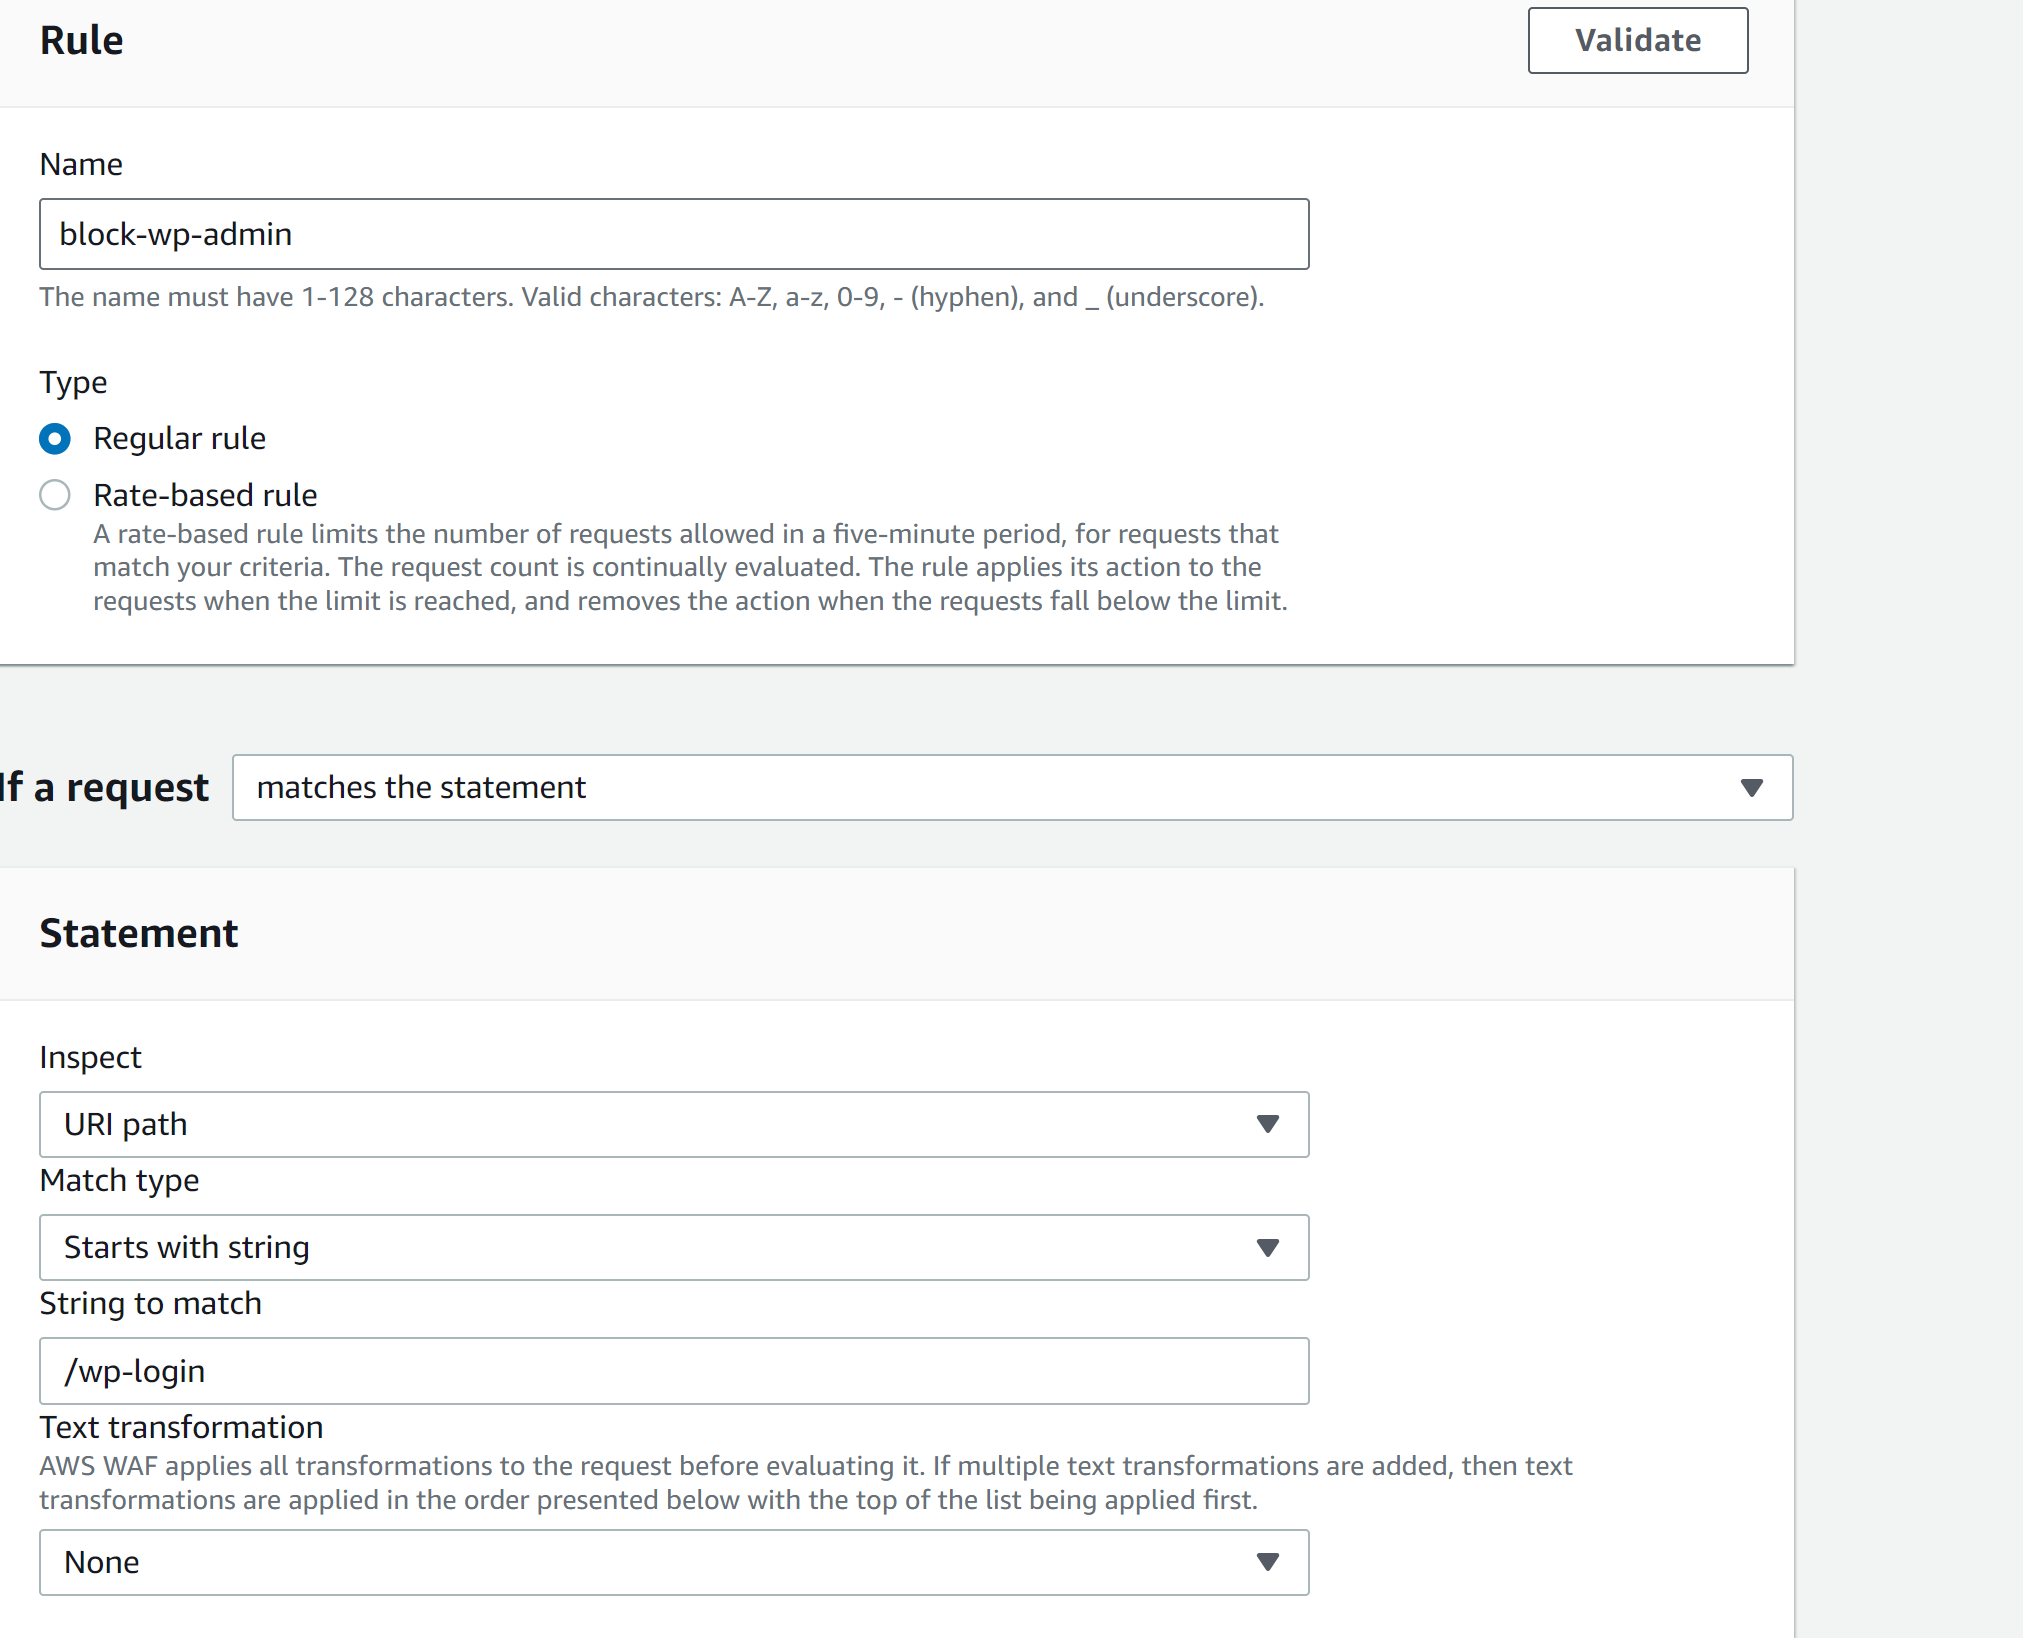 Rule
Validate
Name
block-wp-admin
The name must have 1-128 characters. Valid characters: A-Z, a-z, 0-9, - (hyphen), and _ (underscore).
Type
Regular rule
Rate-based rule
A rate-based rule limits the number of requests allowed in a five-minute period, for requests that
match your criteria. The request count is continually evaluated. The rule applies its action to the
requests when the limit is reached, and removes the action when the requests fall below the limit.
If a request
matches the statement
Statement
Inspect
URI path
Match type
Starts with string
String to match
/wp-login
Text transformation
AWS WAF applies all transformations to the request before evaluating it. If multiple text transformations are added, then text
transformations are applied in the order presented below with the top of the list being applied first.
None